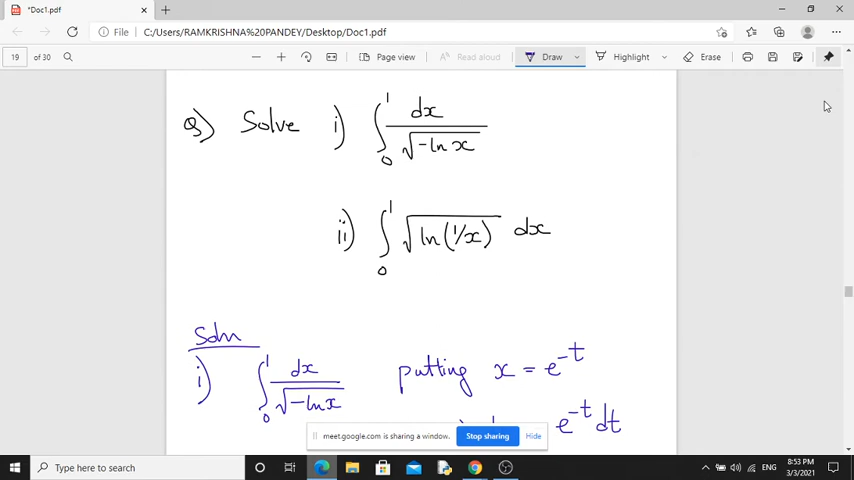 *Doc1.pdf
File C:/Users/RAMKRISHNA%20PANDEY/Desktop/Doc1.pdf
19 of 30 Page view Read aloud Draw Highlight Erase
Q) Solve i) ∫₀¹ dx/√(-ln x)
ii) ∫₀¹ √(ln(1/x)) dx
Soln
i) ∫₀¹ dx/√(-ln x) putting x = e^{-t}
e^{-t} dt
meet.google.com is sharing a window. Stop sharing Hide
Type here to search
ENG
8:53 PM
3/3/2021